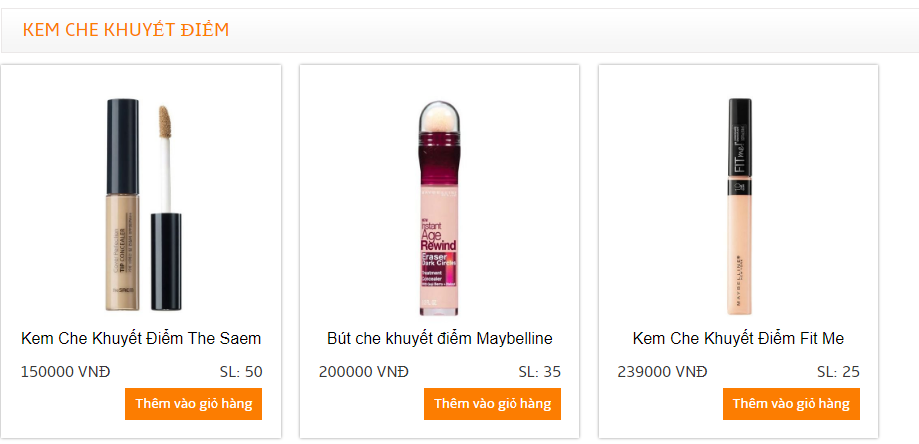 KEM CHE KHUYẾT ĐIỂM
TIP CONCEALER
the SAEM
Instant
Age
Rewind
Eraser
Dark Circles
Treatment
Concealer
FIT me!
MAYBELLINE
Kem Che Khuyết Điểm The Saem
Bút che khuyết điểm Maybelline
Kem Che Khuyết Điểm Fit Me
150000 VNĐ SL: 50
200000 VNĐ SL: 35
239000 VNĐ SL: 25
Thêm vào giỏ hàng
Thêm vào giỏ hàng
Thêm vào giỏ hàng